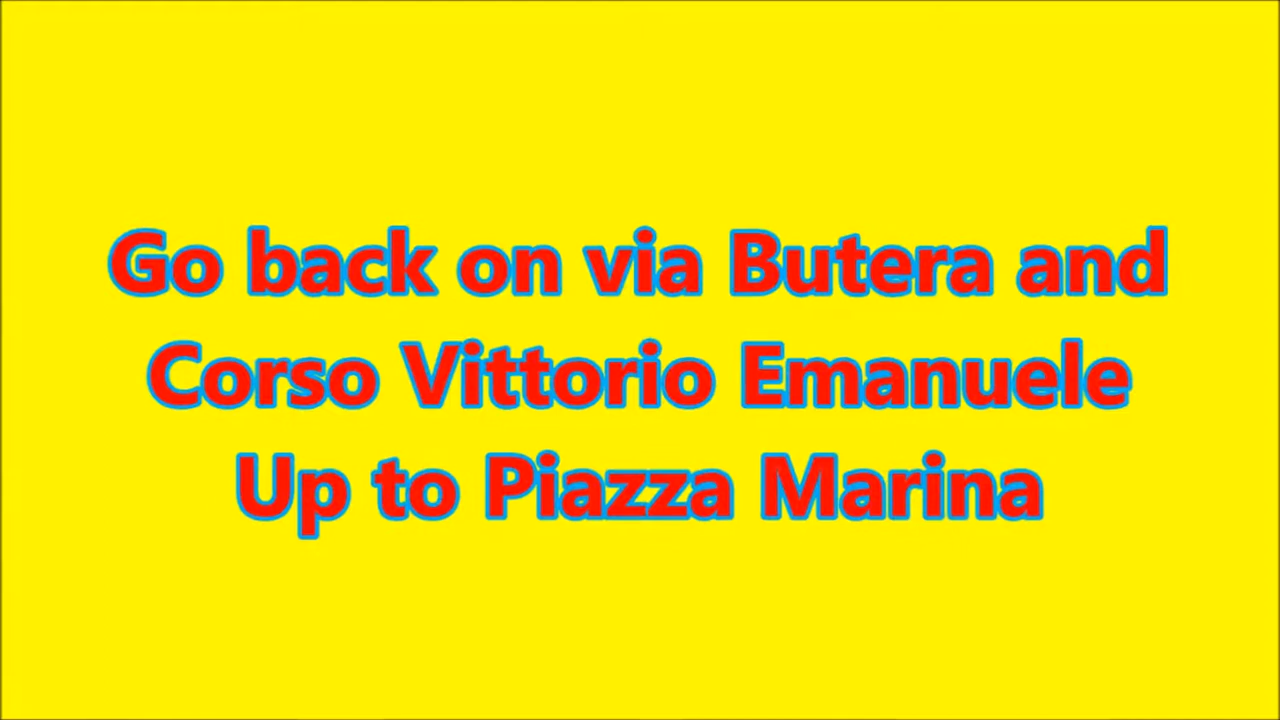 Go back on via Butera and
Corso Vittorio Emanuele
Up to Piazza Marina